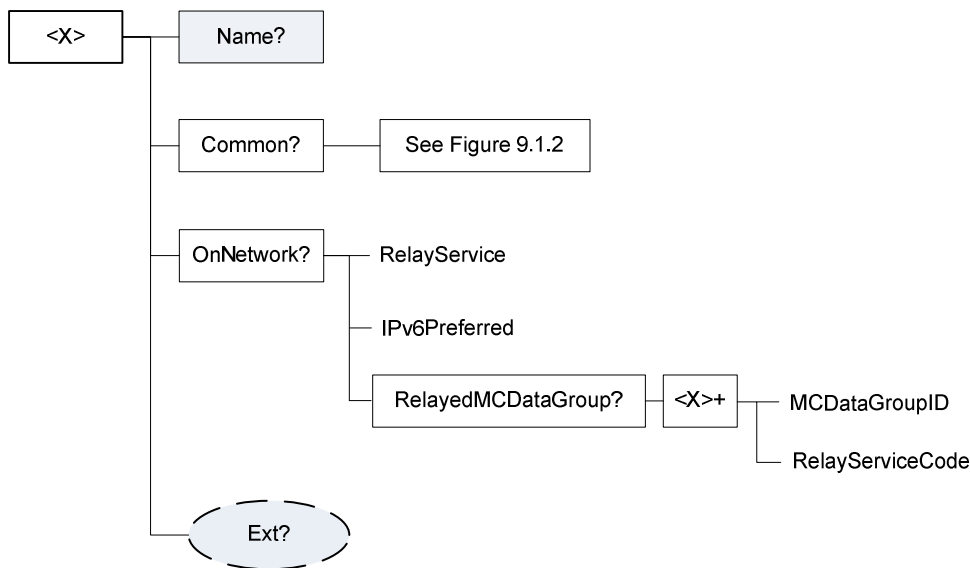 <X>
Name?
Common?
See Figure 9.1.2
OnNetwork?
RelayService
IPv6Preferred
RelayedMCDataGroup?
<X>+
MCDataGroupID
RelayServiceCode
Ext?